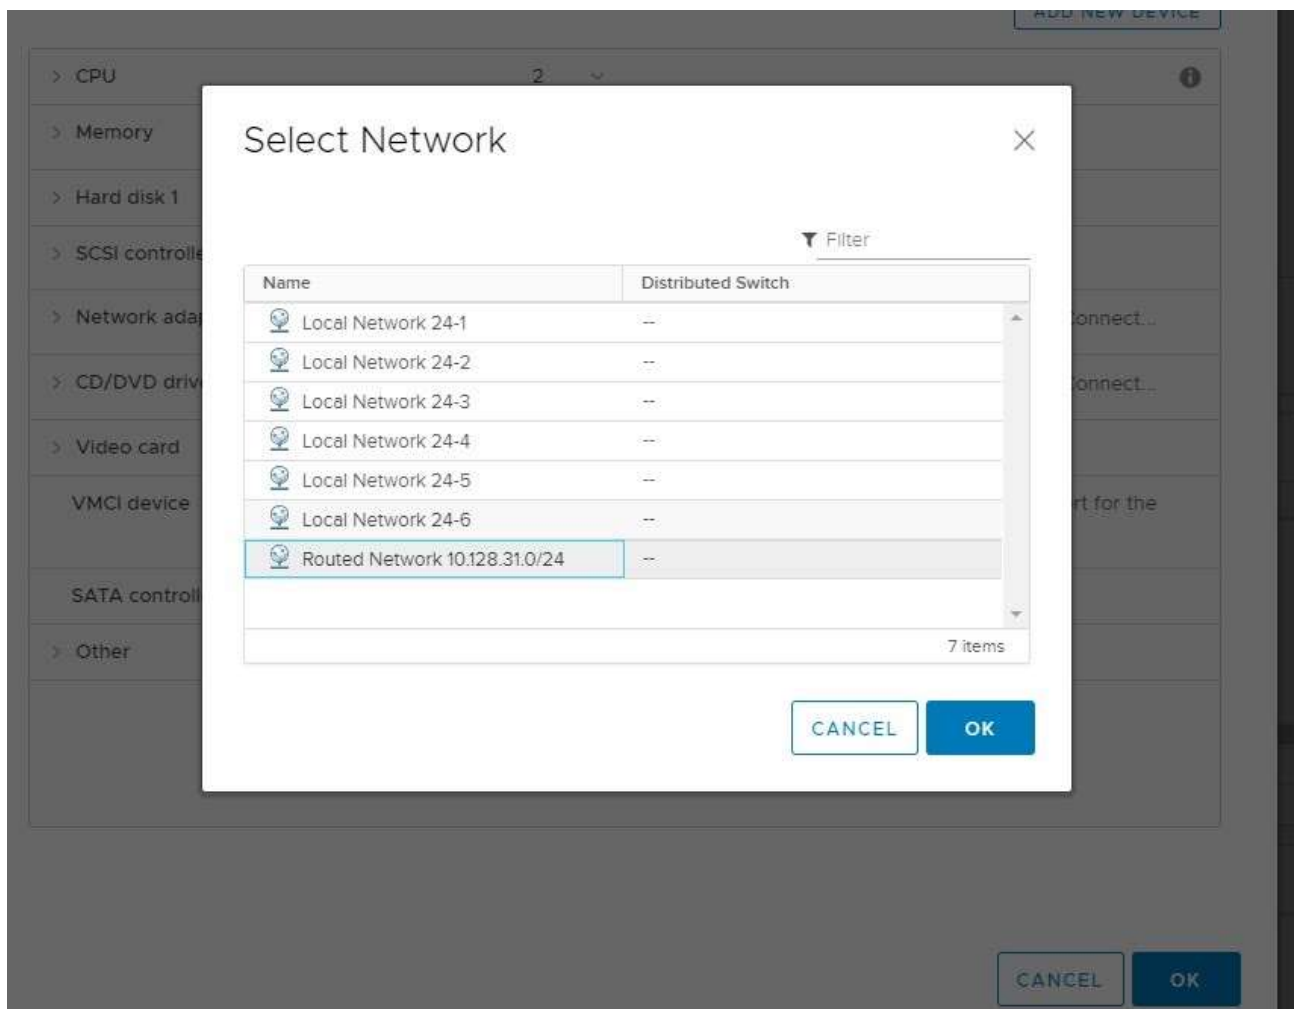 ADD NEW DEVICE
CPU 2
Memory
Select Network
Hard disk 1
Filter
SCSI controlle
Name Distributed Switch
Local Network 24-1 --
Network adap onnect...
Local Network 24-2 --
CD/DVD drive onnect...
Local Network 24-3 --
Local Network 24-4 --
Video card
Local Network 24-5 --
VMCI device rt for the
Local Network 24-6 --
Routed Network 10.128.31.0/24 --
SATA controll
Other
7 items
CANCEL OK
CANCEL OK